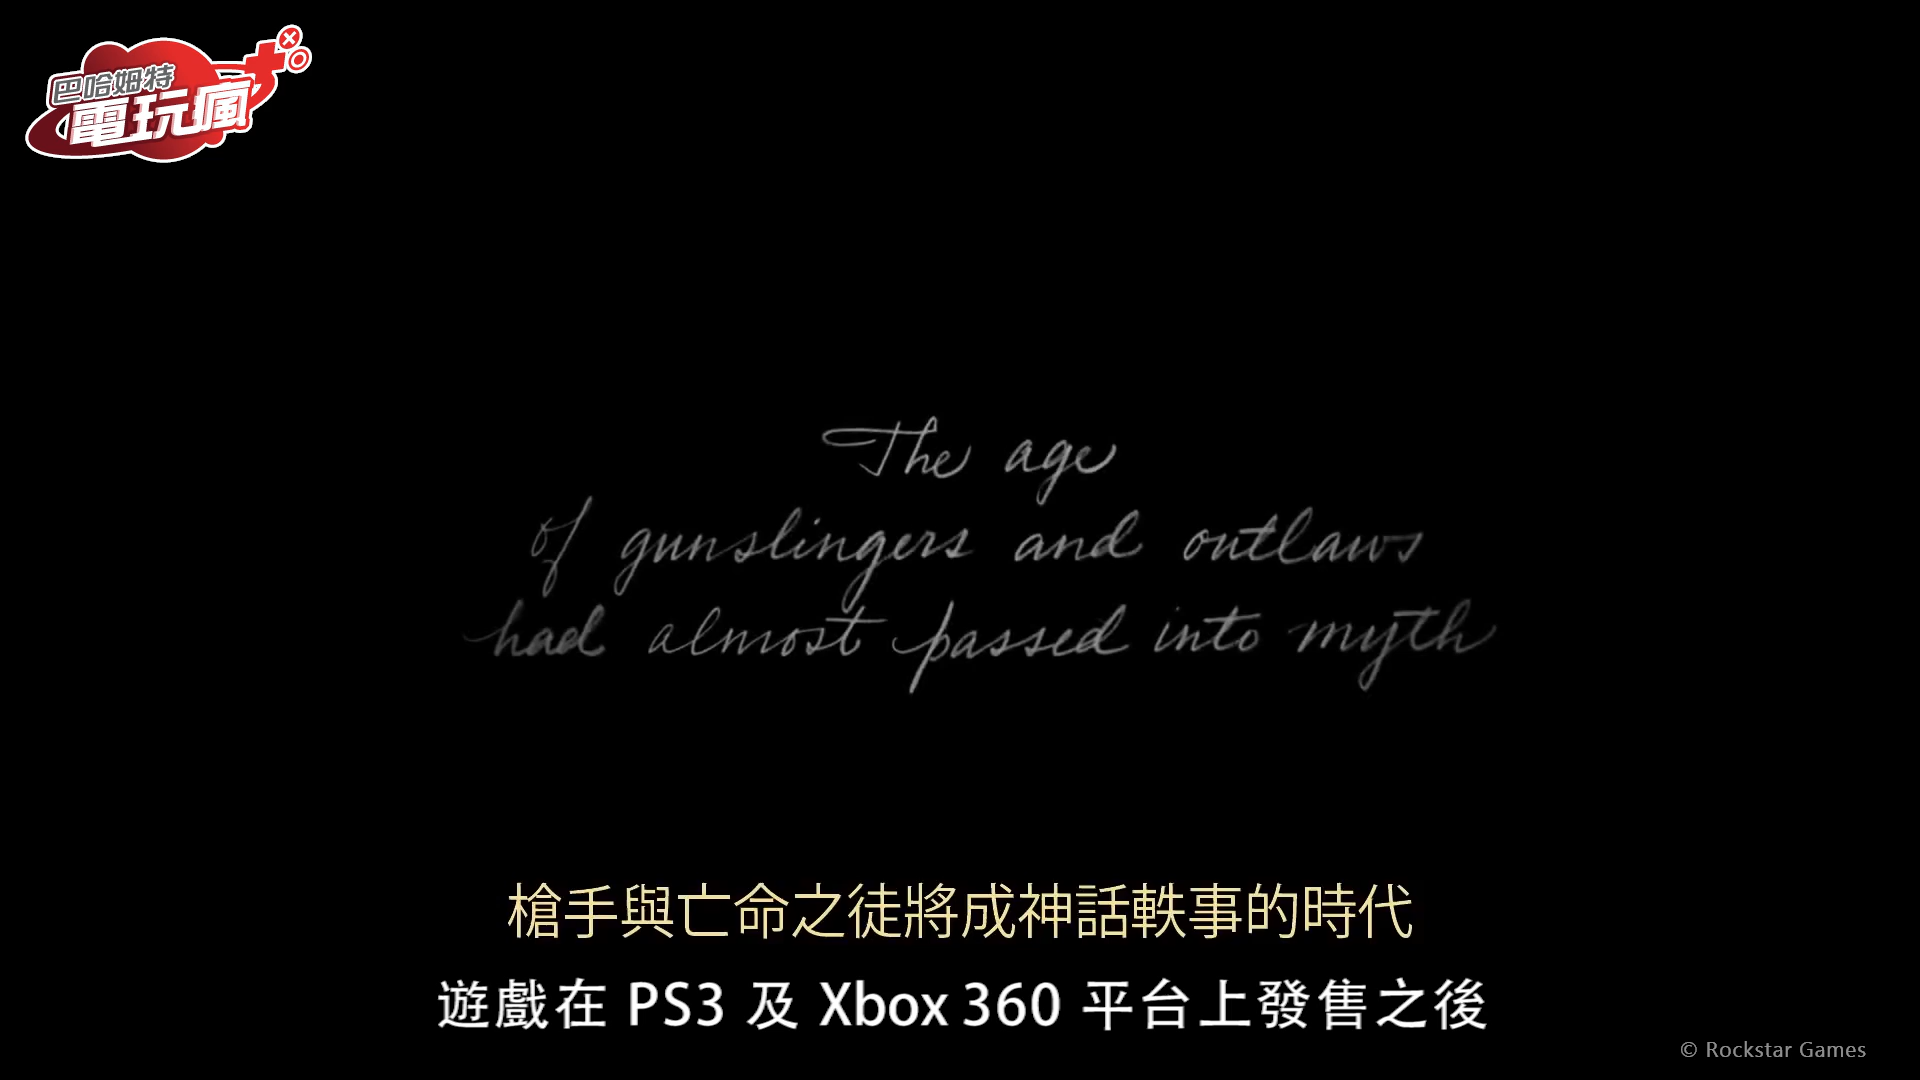 巴哈姆特
電玩瘋
The age
of gunslingers and outlaws
had almost passed into myth
槍手與亡命之徒將成神話軼事的時代
遊戲在 PS3 及 Xbox 360 平台上發售之後
© Rockstar Games